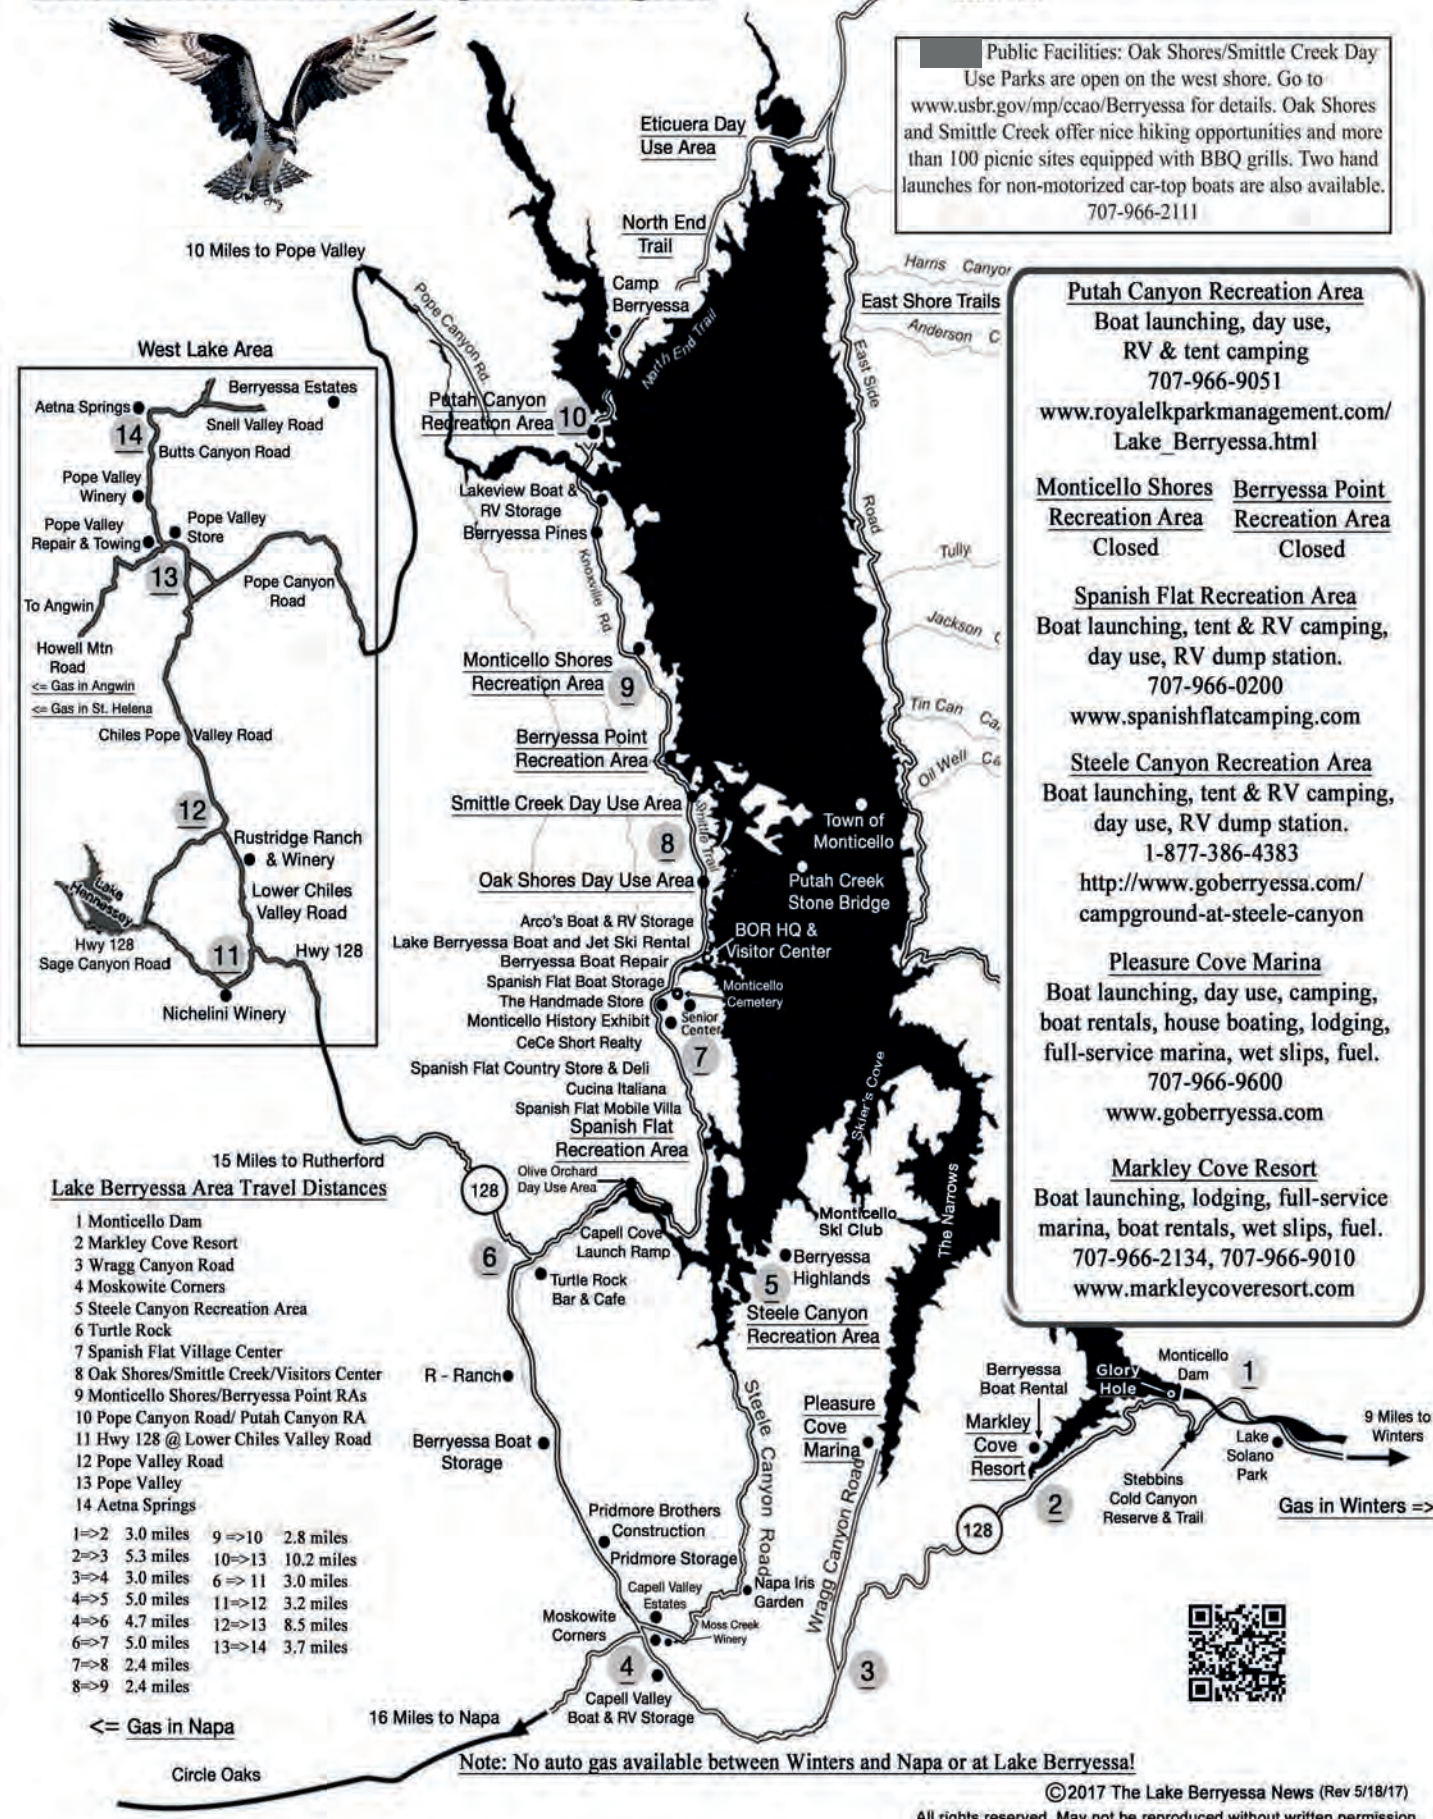 Public Facilities: Oak Shores/Smittle Creek Day
Use Parks are open on the west shore. Go to
www.usbr.gov/mp/ccao/Berryessa for details. Oak Shores
and Smittle Creek offer nice hiking opportunities and more
than 100 picnic sites equipped with BBQ grills. Two hand
launches for non-motorized car-top boats are also available.
707-966-2111
Eticuera Day
Use Area
North End
Trail
Camp
Berryessa
North End Trail
10 Miles to Pope Valley
Pope Canyon Rd.
Harris Canyon
East Shore Trails
Anderson C
East Side
Road
Tully
Jackson C
Tin Can Ca
Oil Well Ca
Putah Canyon Recreation Area
Boat launching, day use,
RV & tent camping
707-966-9051
www.royalelkparkmanagement.com/
Lake_Berryessa.html
Monticello Shores
Recreation Area
Closed
Berryessa Point
Recreation Area
Closed
Spanish Flat Recreation Area
Boat launching, tent & RV camping,
day use, RV dump station.
707-966-0200
www.spanishflatcamping.com
Steele Canyon Recreation Area
Boat launching, tent & RV camping,
day use, RV dump station.
1-877-386-4383
http://www.goberryessa.com/
campground-at-steele-canyon
Pleasure Cove Marina
Boat launching, day use, camping,
boat rentals, house boating, lodging,
full-service marina, wet slips, fuel.
707-966-9600
www.goberryessa.com
Markley Cove Resort
Boat launching, lodging, full-service
marina, boat rentals, wet slips, fuel.
707-966-2134, 707-966-9010
www.markleycoveresort.com
West Lake Area
Berryessa Estates
Aetna Springs
Snell Valley Road
14
Butts Canyon Road
Pope Valley
Winery
Pope Valley
Repair & Towing
Pope Valley
Store
13
Pope Canyon
Road
To Angwin
Howell Mtn
Road
<= Gas in Angwin
<= Gas in St. Helena
Chiles Pope Valley Road
12
Rustridge Ranch
& Winery
Lake
Hennessey
Lower Chiles
Valley Road
Hwy 128
Sage Canyon Road
11
Hwy 128
Nichelini Winery
Putah Canyon
Recreation Area
10
Lakeview Boat &
RV Storage
Berryessa Pines
Knoxville Rd.
Monticello Shores
Recreation Area
9
Berryessa Point
Recreation Area
Smittle Creek Day Use Area
Smittle Trail
8
Oak Shores Day Use Area
Town of
Monticello
Putah Creek
Stone Bridge
BOR HQ &
Visitor Center
Arco's Boat & RV Storage
Lake Berryessa Boat and Jet Ski Rental
Berryessa Boat Repair
Spanish Flat Boat Storage
The Handmade Store
Monticello History Exhibit
CeCe Short Realty
Monticello
Cemetery
Senior
Center
7
Spanish Flat Country Store & Deli
Cucina Italiana
Spanish Flat Mobile Villa
Spanish Flat
Recreation Area
Olive Orchard
Day Use Area
Capell Cove
Launch Ramp
Skier's Cove
The Narrows
Monticello
Ski Club
Berryessa
Highlands
5
Steele Canyon
Recreation Area
15 Miles to Rutherford
128
6
Turtle Rock
Bar & Cafe
R - Ranch
Berryessa Boat
Storage
Pridmore Brothers
Construction
Pridmore Storage
Steele Canyon Road
Capell Valley
Estates
Napa Iris
Garden
Moss Creek
Winery
Moskowite
Corners
4
Capell Valley
Boat & RV Storage
Pleasure
Cove
Marina
Wragg Canyon Road
3
Berryessa
Boat Rental
Glory
Hole
Monticello
Dam
1
Markley
Cove
Resort
2
128
Stebbins
Cold Canyon
Reserve & Trail
Lake
Solano
Park
9 Miles to
Winters
Gas in Winters =>
Lake Berryessa Area Travel Distances
1 Monticello Dam
2 Markley Cove Resort
3 Wragg Canyon Road
4 Moskowite Corners
5 Steele Canyon Recreation Area
6 Turtle Rock
7 Spanish Flat Village Center
8 Oak Shores/Smittle Creek/Visitors Center
9 Monticello Shores/Berryessa Point RAs
10 Pope Canyon Road/ Putah Canyon RA
11 Hwy 128 @ Lower Chiles Valley Road
12 Pope Valley Road
13 Pope Valley
14 Aetna Springs
1=>2 3.0 miles 9 =>10 2.8 miles
2=>3 5.3 miles 10=>13 10.2 miles
3=>4 3.0 miles 6 => 11 3.0 miles
4=>5 5.0 miles 11=>12 3.2 miles
4=>6 4.7 miles 12=>13 8.5 miles
6=>7 5.0 miles 13=>14 3.7 miles
7=>8 2.4 miles
8=>9 2.4 miles
<= Gas in Napa
16 Miles to Napa
Circle Oaks
Note: No auto gas available between Winters and Napa or at Lake Berryessa!
©2017 The Lake Berryessa News (Rev 5/18/17)
All rights reserved. May not be reproduced without written permission